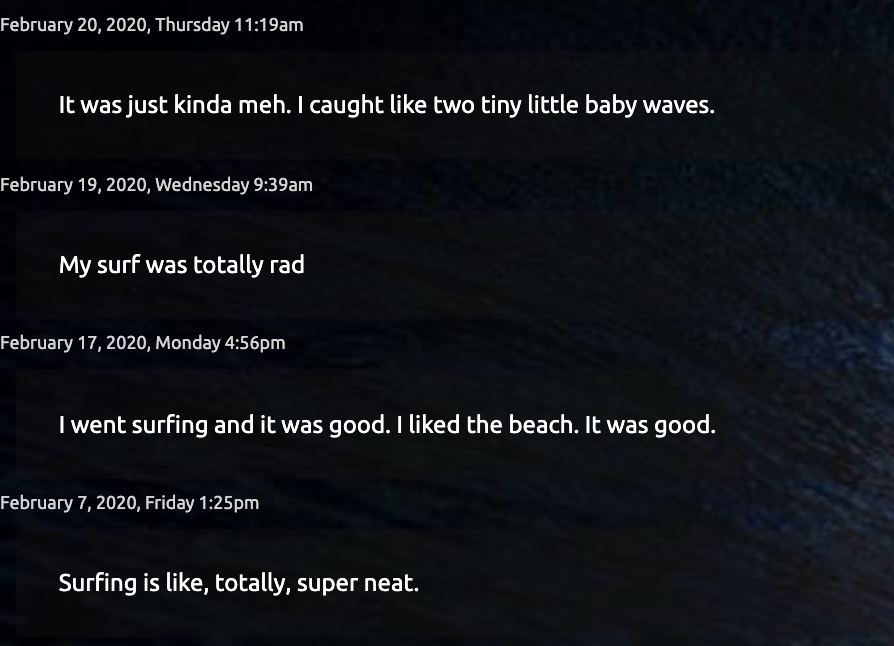 February 20, 2020, Thursday 11:19am
It was just kinda meh. I caught like two tiny little baby waves.
February 19, 2020, Wednesday 9:39am
My surf was totally rad
February 17, 2020, Monday 4:56pm
I went surfing and it was good. I liked the beach. It was good.
February 7, 2020, Friday 1:25pm
Surfing is like, totally, super neat.